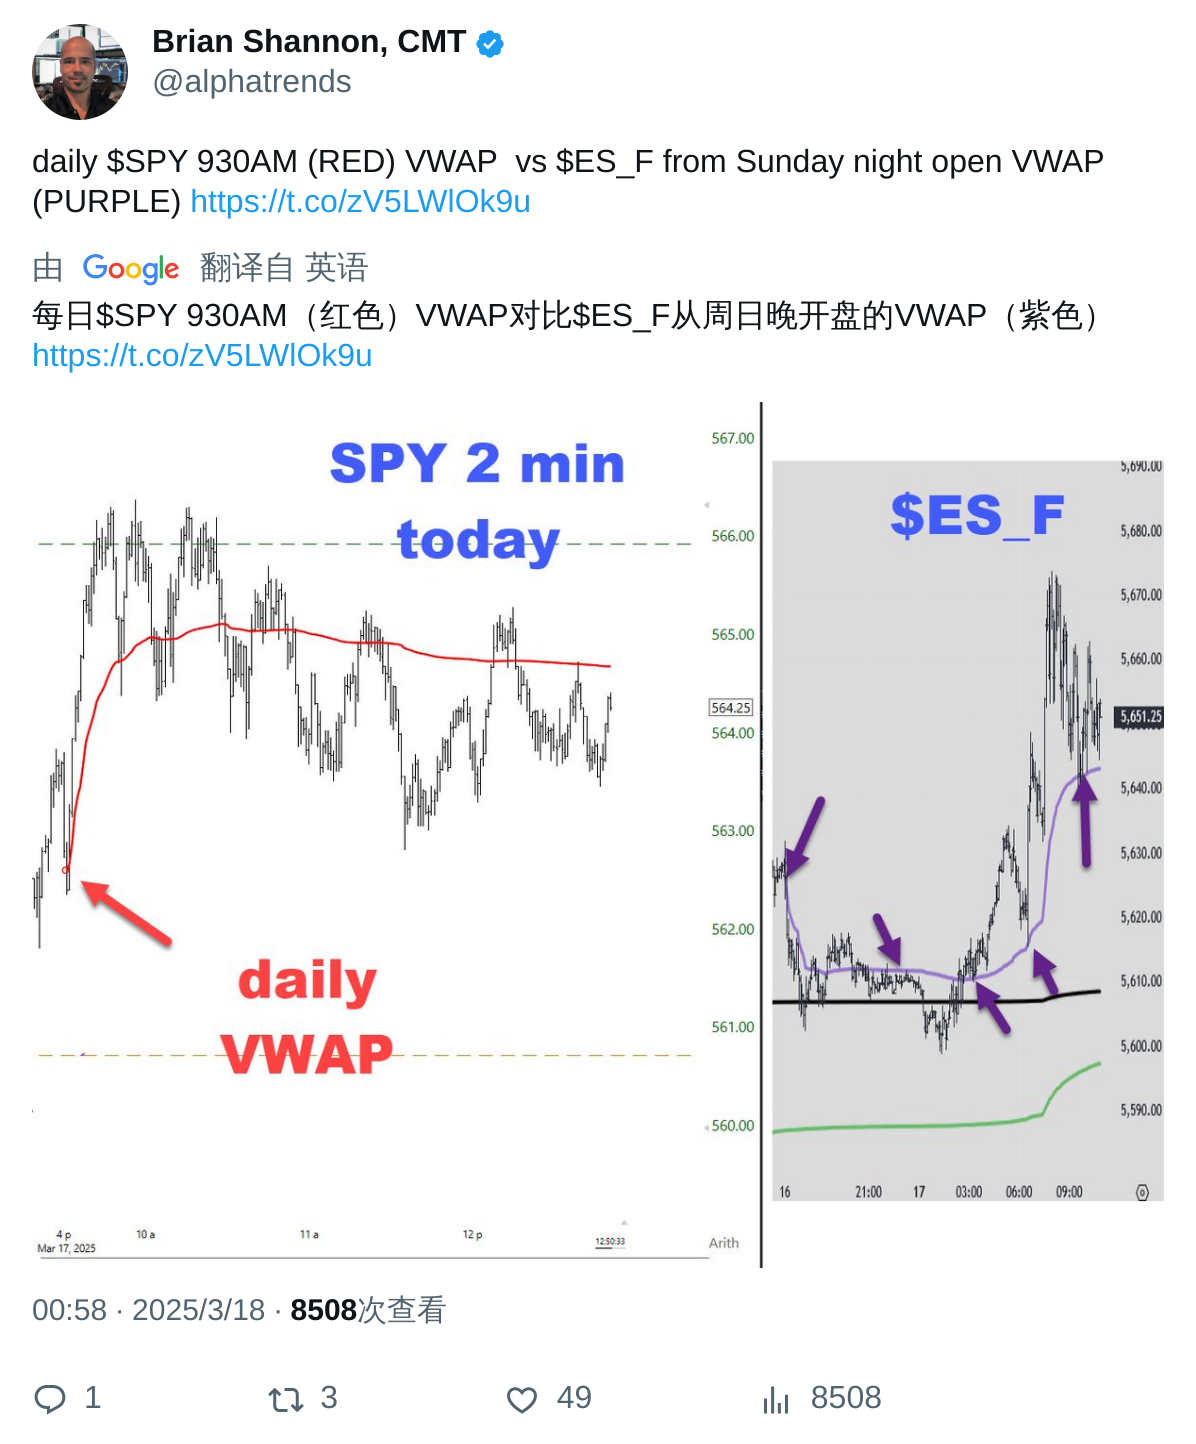 Brian Shannon, CMT
@alphatrends
daily $SPY 930AM (RED) VWAP  vs $ES_F from Sunday night open VWAP
(PURPLE) https://t.co/zV5LWlOk9u
由 Google 翻译自 英语
每日$SPY 930AM（红色）VWAP对比$ES_F从周日晚开盘的VWAP（紫色）
https://t.co/zV5LWlOk9u
SPY 2 min
today
daily
VWAP
567.00
566.00
565.00
564.25
564.00
563.00
562.00
561.00
560.00
4 p
10 a
11 a
12 p
12:50:33
Mar 17, 2025
Arith
$ES_F
5,690.00
5,680.00
5,670.00
5,660.00
5,651.25
5,640.00
5,630.00
5,620.00
5,610.00
5,600.00
5,590.00
16
21:00
17
03:00
06:00
09:00
00:58 · 2025/3/18 · 8508次查看
1
3
49
8508